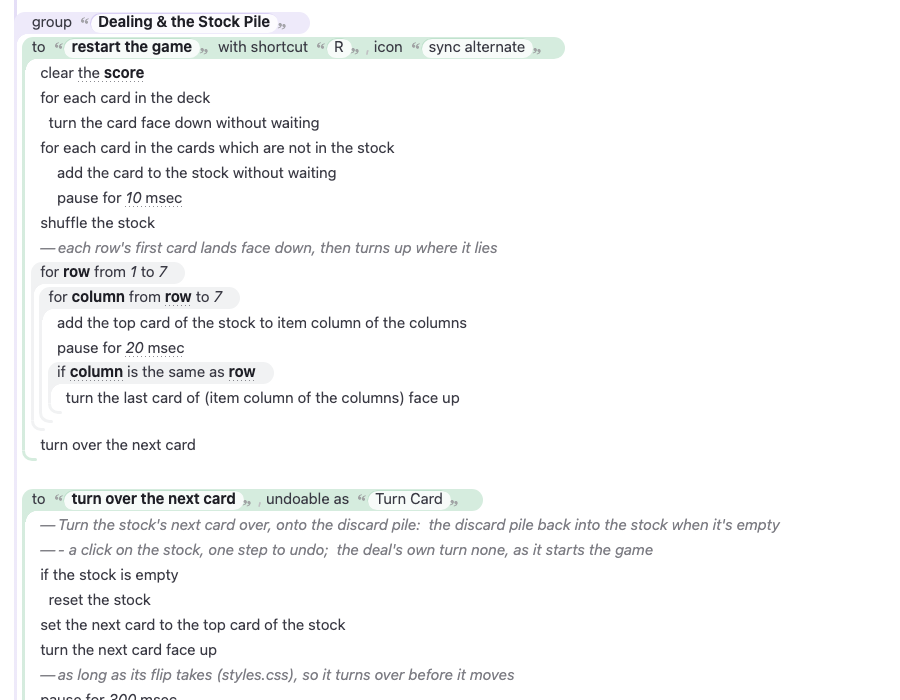 group “ Dealing & the Stock Pile „
to “ restart the game „ with shortcut “ R „ , icon “ sync alternate „
clear the score
for each card in the deck
turn the card face down without waiting
for each card in the cards which are not in the stock
add the card to the stock without waiting
pause for 10 msec
shuffle the stock
— each row's first card lands face down, then turns up where it lies
for row from 1 to 7
for column from row to 7
add the top card of the stock to item column of the columns
pause for 20 msec
if column is the same as row
turn the last card of (item column of the columns) face up
turn over the next card
to “ turn over the next card „ , undoable as “ Turn Card „
— Turn the stock's next card over, onto the discard pile: the discard pile back into the stock when it's empty
— - a click on the stock, one step to undo; the deal's own turn none, as it starts the game
if the stock is empty
reset the stock
set the next card to the top card of the stock
turn the next card face up
— as long as its flip takes (styles.css), so it turns over before it moves
pause for 300 msec